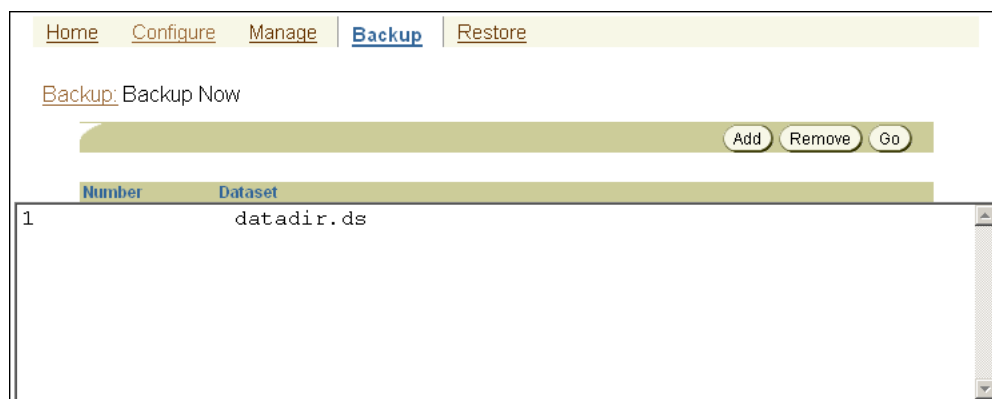 Home Configure Manage Backup Restore
Backup: Backup Now
Add Remove Go
Number Dataset
1 datadir.ds